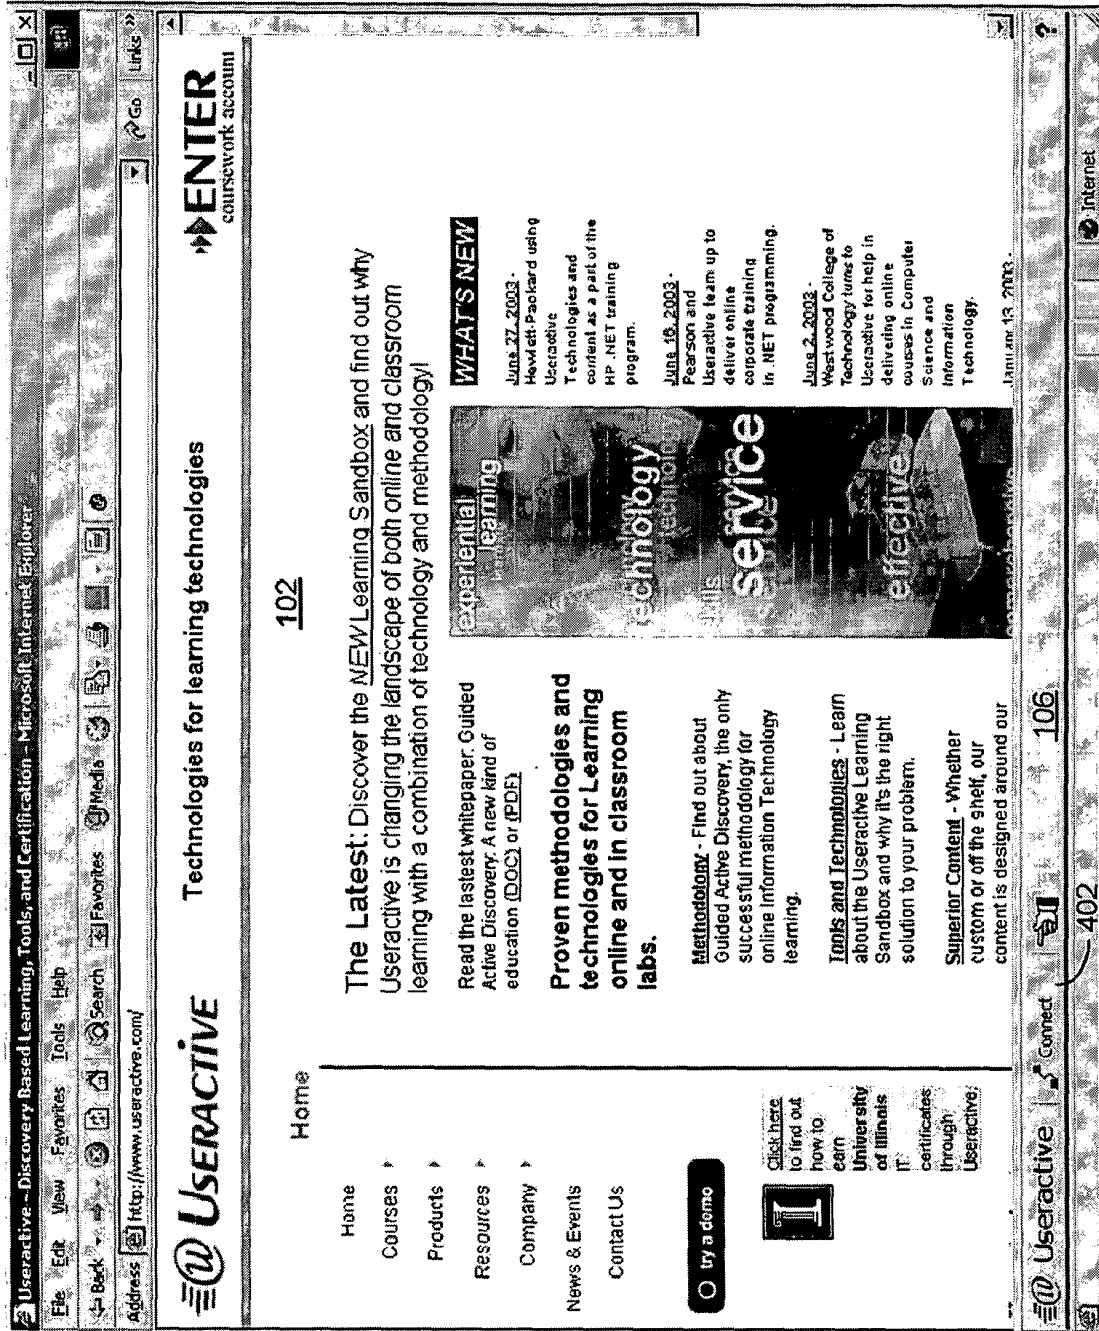 Useractive - Discovery Based Learning, Tools, and Certification - Microsoft Internet Explorer
File Edit View Favorites Tools Help
Back Search Favorites Media
Address http://www.useractive.com/ Go Links »
@ USERACTIVE
Technologies for learning technologies
ENTER
coursework account
Home
102
Home
Courses
Products
Resources
Company
News & Events
Contact Us
try a demo
I
Click here
to find out
how to
earn
University
of Illinois
IT
certificates
through
Useractive
The Latest: Discover the NEW Learning Sandbox and find out why
Useractive is changing the landscape of both online and classroom
learning with a combination of technology and methodology!
Read the lastest whitepaper: Guided
Active Discovery: A new kind of
education (DOC) or (PDF)
Proven methodologies and
technologies for Learning
online and in classroom
labs.
Methodology - Find out about
Guided Active Discovery, the only
successful methodology for
online Information Technology
learning.
Tools and Technologies - Learn
about the Useractive Learning
Sandbox and why it's the right
solution to your problem.
Superior Content - Whether
custom or off the shelf, our
content is designed around our
experiential
learning
technology
technology
skills
service
effective
WHAT'S NEW
June 27, 2003 -
Hewlett-Packard using
Useractive
Technologies and
content as a part of the
HP .NET training
program.
June 16, 2003 -
Pearson and
Useractive team up to
deliver online
corporate training
in .NET programming.
June 2, 2003 -
Westwood College of
Technology turns to
Useractive for help in
delivering online
courses in Computer
Science and
Information
Technology.
January 13, 2003 -
@ Useractive Connect
106
?
402
Internet